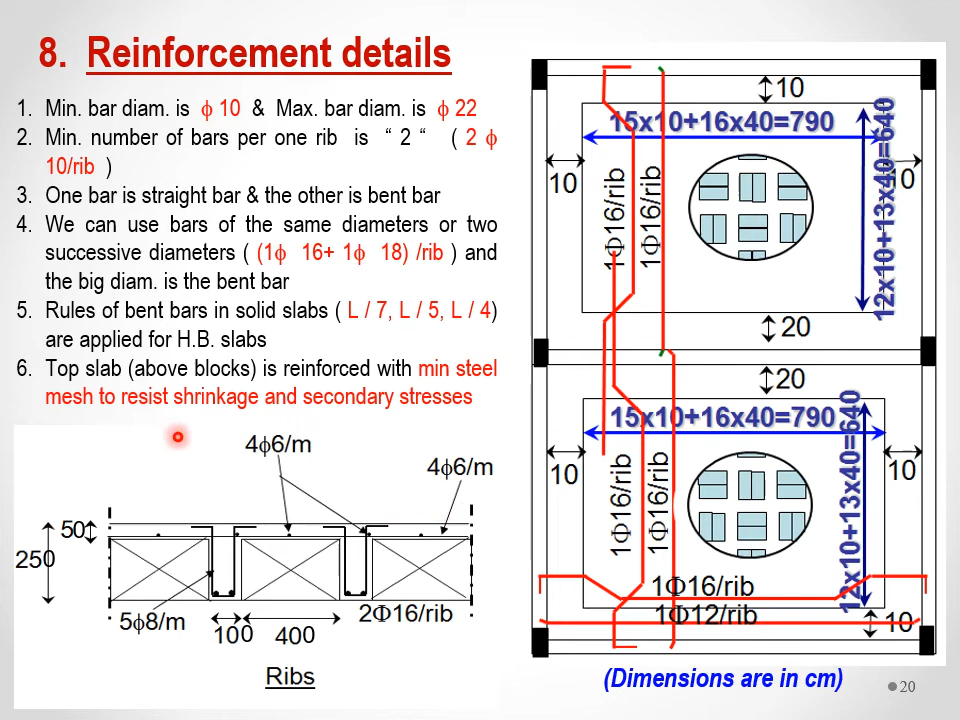 8. Reinforcement details
1. Min. bar diam. is ϕ 10 & Max. bar diam. is ϕ 22
2. Min. number of bars per one rib is “ 2 “ ( 2 ϕ
10/rib )
3. One bar is straight bar & the other is bent bar
4. We can use bars of the same diameters or two
successive diameters ( (1ϕ 16+ 1ϕ 18) /rib ) and
the big diam. is the bent bar
5. Rules of bent bars in solid slabs ( L / 7, L / 5, L / 4)
are applied for H.B. slabs
6. Top slab (above blocks) is reinforced with min steel
mesh to resist shrinkage and secondary stresses
4ϕ6/m
4ϕ6/m
50
250
5ϕ8/m
100
400
2Φ16/rib
Ribs
10
15x10+16x40=790
10
10
1Φ16/rib
1Φ16/rib
12x10+13x40=640
20
20
15x10+16x40=790
10
10
1Φ16/rib
1Φ16/rib
12x10+13x40=640
1Φ16/rib
1Φ12/rib
10
(Dimensions are in cm)
20